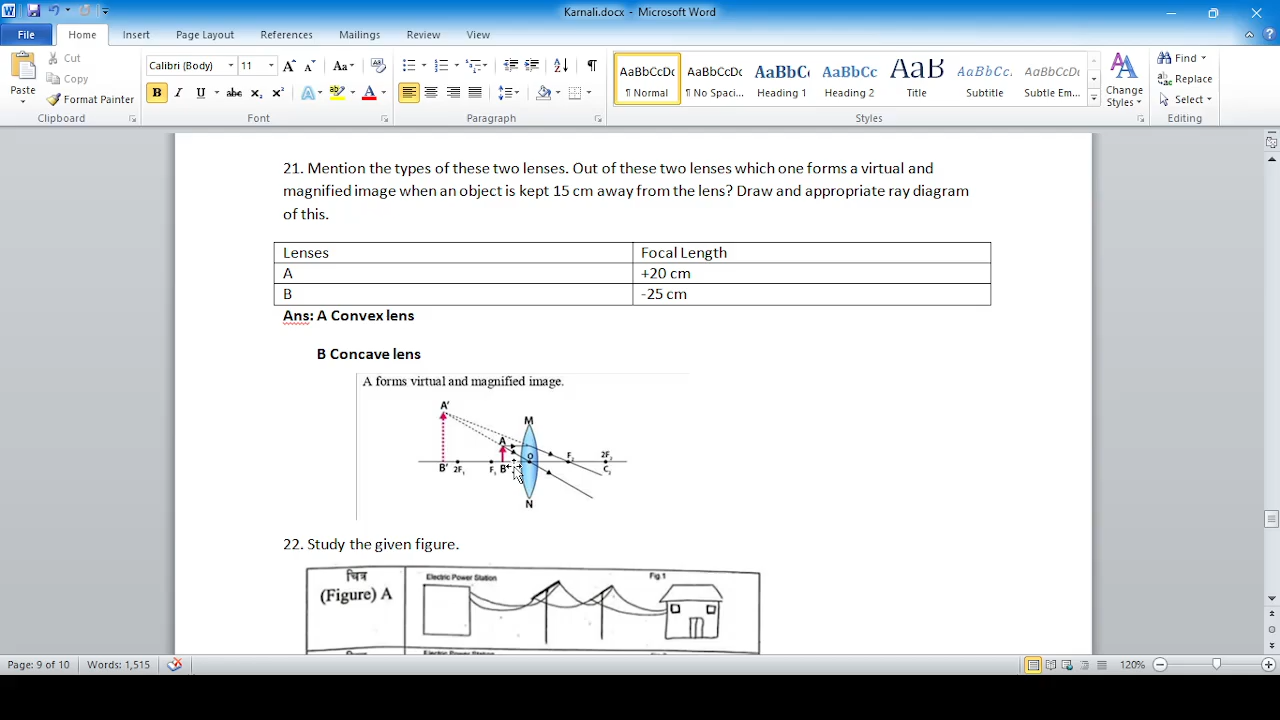 Karnali.docx - Microsoft Word
File Home Insert Page Layout References Mailings Review View
Cut
Copy
Format Painter
Paste
Calibri (Body) 11
AaBbCcDc AaBbCcDc AaBbC AaBbCc AaB AaBbCc. AaBbCcDc
¶ Normal ¶ No Spaci... Heading 1 Heading 2 Title Subtitle Subtle Em...
Change
Styles
Find
Replace
Select
Clipboard Font Paragraph Styles Editing
21. Mention the types of these two lenses. Out of these two lenses which one forms a virtual and
magnified image when an object is kept 15 cm away from the lens? Draw and appropriate ray diagram
of this.
Lenses Focal Length
A +20 cm
B -25 cm
Ans: A Convex lens
B Concave lens
A forms virtual and magnified image.
A'
M
A
O F₂ 2F₂
B' 2F₁ F₁ B C₂
N
22. Study the given figure.
चित्र
(Figure) A
Electric Power Station Fig.1
Page: 9 of 10 Words: 1,515 120%